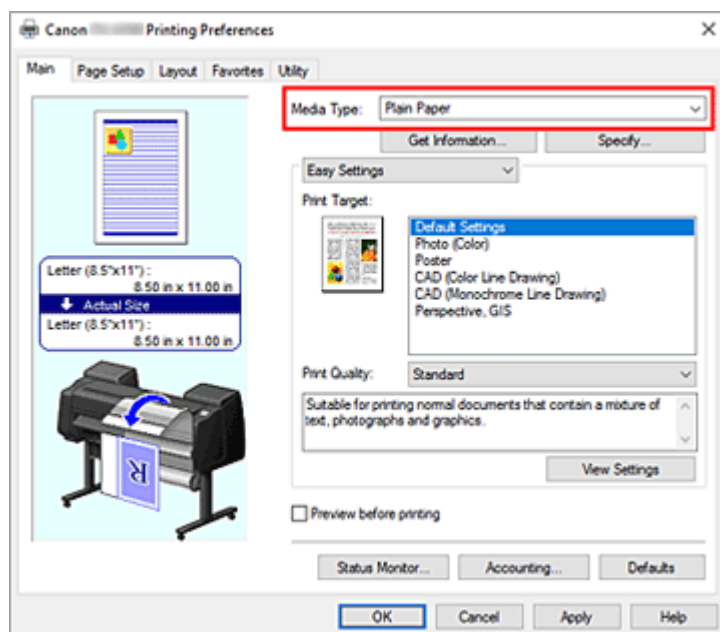 Canon Printing Preferences
Main Page Setup Layout Favorites Utility
Media Type: Plain Paper
Get Information... Specify...
Easy Settings
Print Target:
Default Settings
Photo (Color)
Poster
CAD (Color Line Drawing)
CAD (Monochrome Line Drawing)
Perspective, GIS
Letter (8.5"x11") :
8.50 in x 11.00 in
Actual Size
Letter (8.5"x11") :
8.50 in x 11.00 in
Print Quality: Standard
Suitable for printing normal documents that contain a mixture of
text, photographs and graphics.
View Settings
R
Preview before printing
Status Monitor... Accounting... Defaults
OK Cancel Apply Help